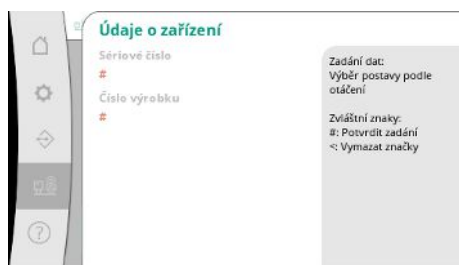 Údaje o zařízení
Sériové číslo
#
Číslo výrobku
#
Zadání dat:
Výběr postavy podle
otáčení
Zvláštní znaky:
#: Potvrdit zadání
<: Vymazat značky
?